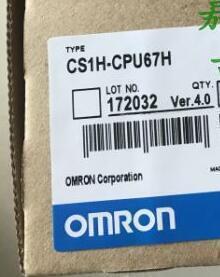 TYPE
CS1H-CPU67H
LOT NO. QTY.
172032 Ver.4.0
OMRON Corporation
OMRON